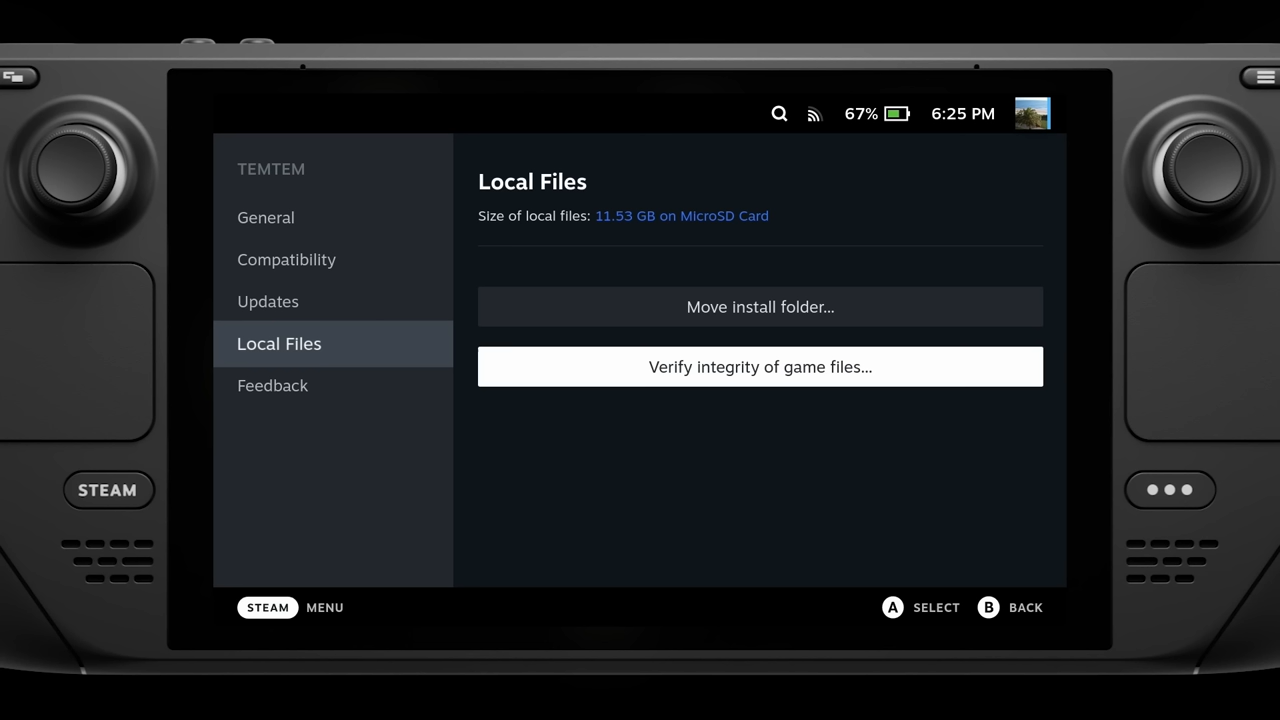 67% 6:25 PM
TEMTEM
General
Compatibility
Updates
Local Files
Feedback
Local Files
Size of local files: 11.53 GB on MicroSD Card
Move install folder...
Verify integrity of game files...
STEAM
STEAM MENU
A SELECT B BACK